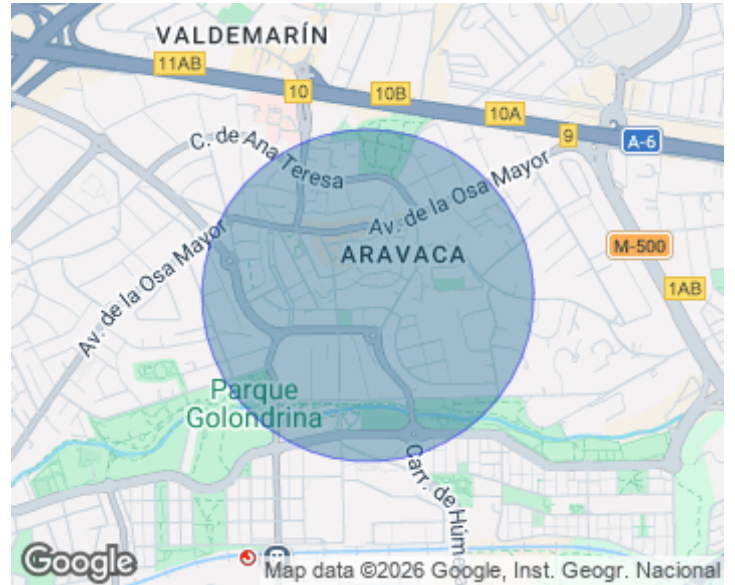 VALDEMARÍN
11AB
10
10B
10A
9
A-6
C. de Ana Teresa
Av. de la Osa Mayor
ARAVACA
M-500
1AB
Av. de la Osa Mayor
Parque
Golondrina
Carr. de Húm
Google
Map data ©2026 Google, Inst. Geogr. Nacional